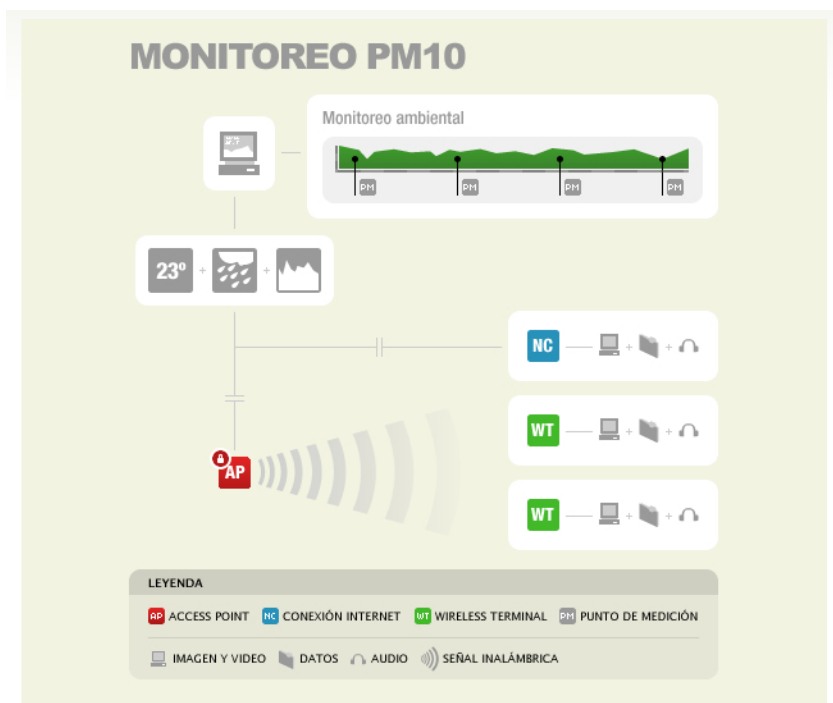 MONITOREO PM10
Monitoreo ambiental
PM PM PM PM
23º + +
NC + +
WT + +
AP
WT + +
LEYENDA
AP ACCESS POINT NC CONEXIÓN INTERNET WT WIRELESS TERMINAL PM PUNTO DE MEDICIÓN
IMAGEN Y VIDEO DATOS AUDIO SEÑAL INALÁMBRICA